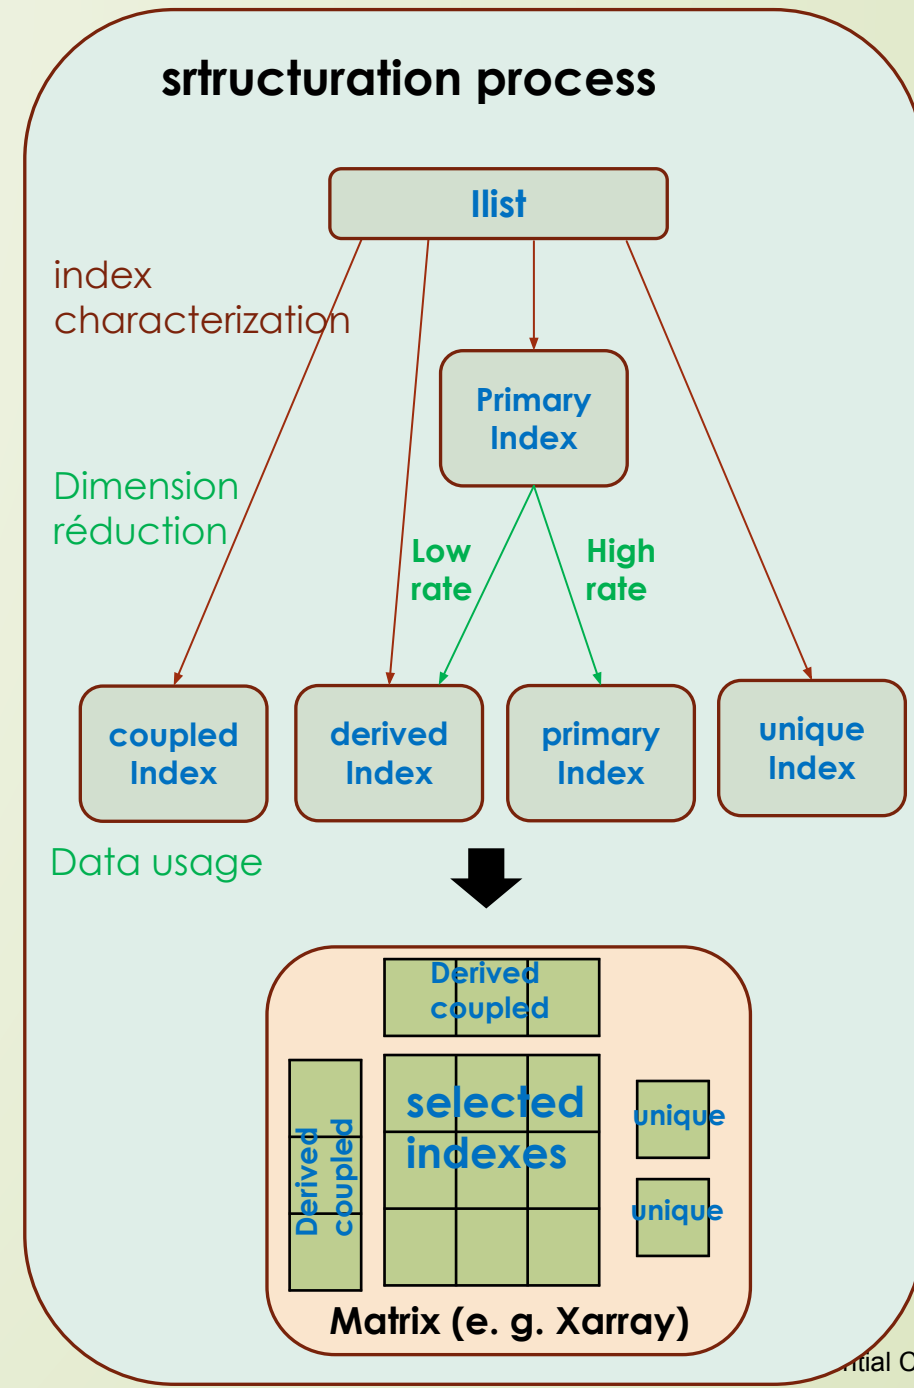 srtructuration process
Ilist
index
characterization
Primary
Index
Dimension
réduction
Low
rate
High
rate
coupled
Index
derived
Index
primary
Index
unique
Index
Data usage
Derived
coupled
Derived
coupled
selected
indexes
unique
unique
Matrix (e. g. Xarray)